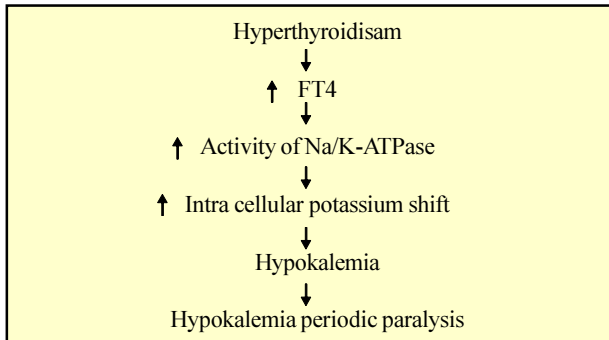 Hyperthyroidisam
↓
↑ FT4
↓
↑ Activity of Na/K-ATPase
↓
↑ Intra cellular potassium shift
↓
Hypokalemia
↓
Hypokalemia periodic paralysis